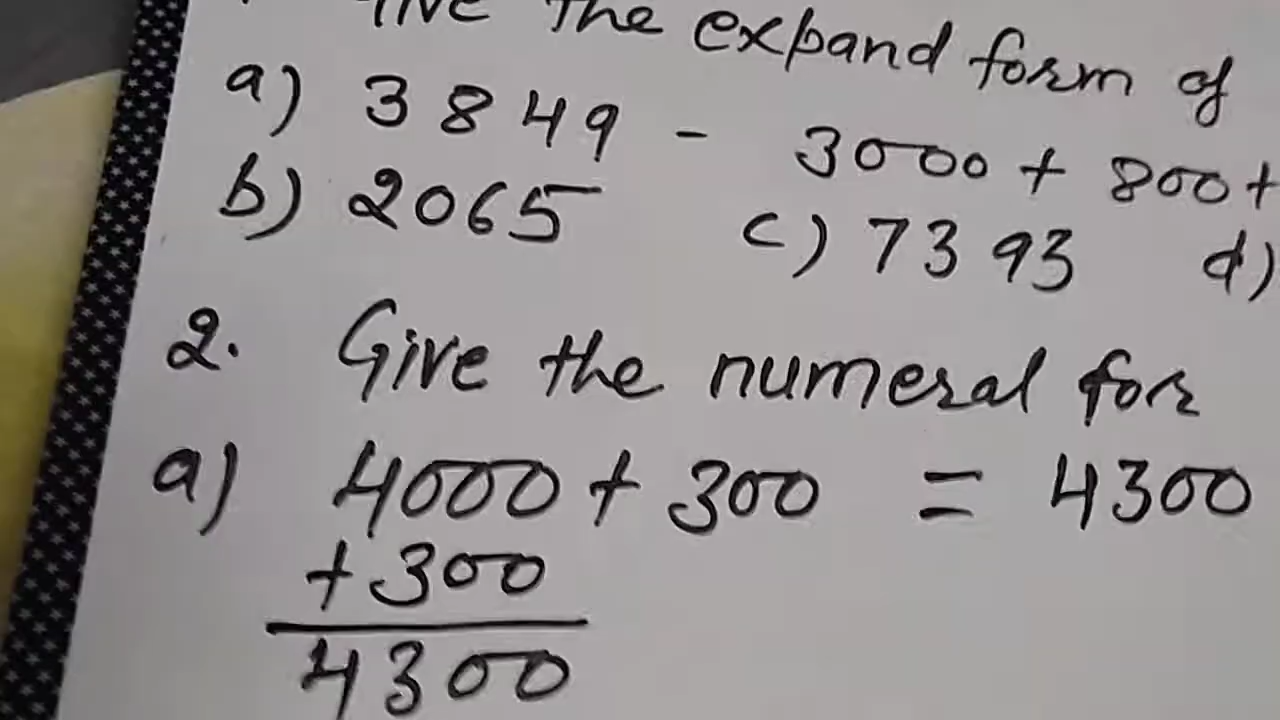 Give the expand form of
a) 3849 - 3000 + 800 +
b) 2065 c) 7393 d)
2. Give the numeral for
a) 4000 + 300 = 4300
+ 300
4300